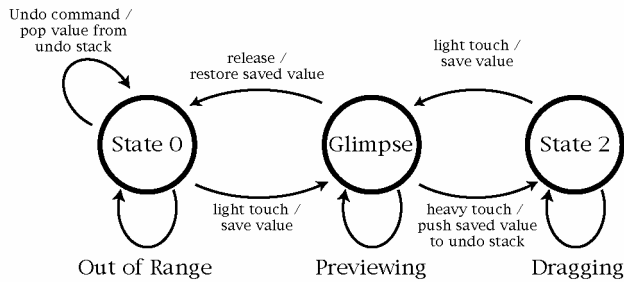 Undo command /
pop value from
undo stack
release /
restore saved value
light touch /
save value
State 0
Glimpse
State 2
light touch /
save value
heavy touch /
push saved value
to undo stack
Out of Range
Previewing
Dragging